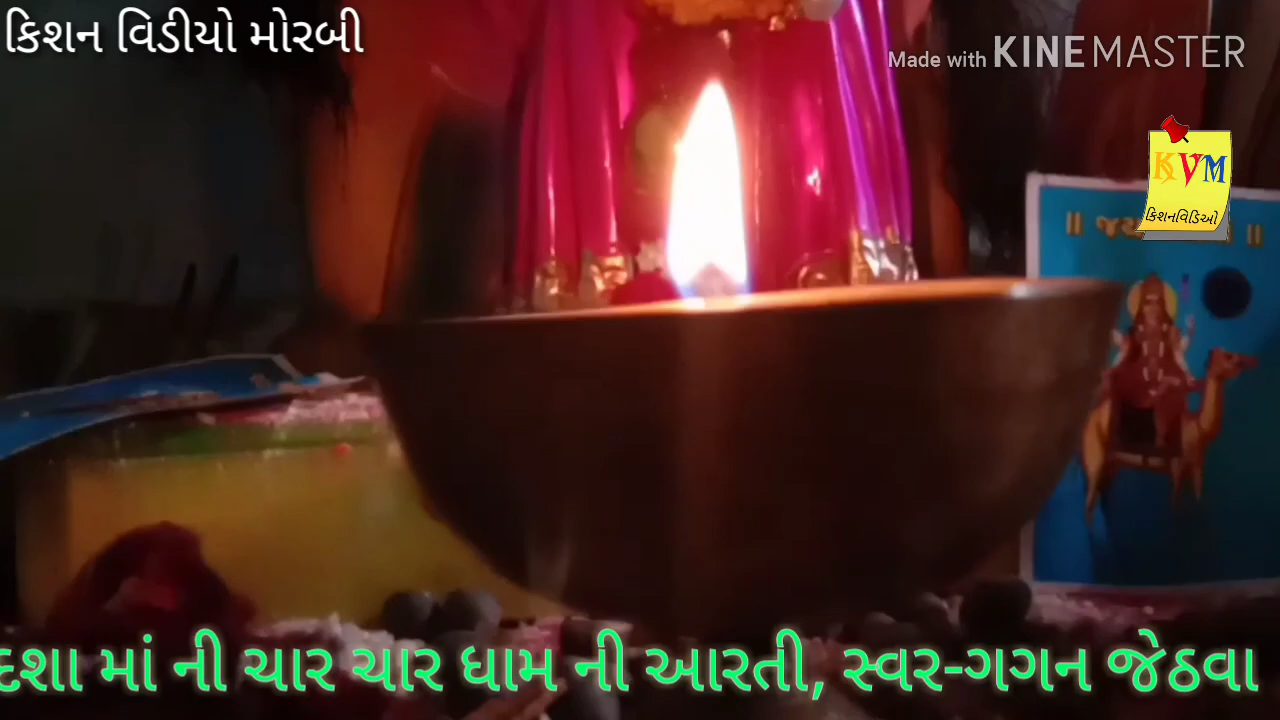 કિશન વિડીયો મોરબી
Made with KINEMASTER
KVM
કિશનવિડિઓ
દશા માં ની ચાર ચાર ધામ ની આરતી, સ્વર-ગગન જેઠવા